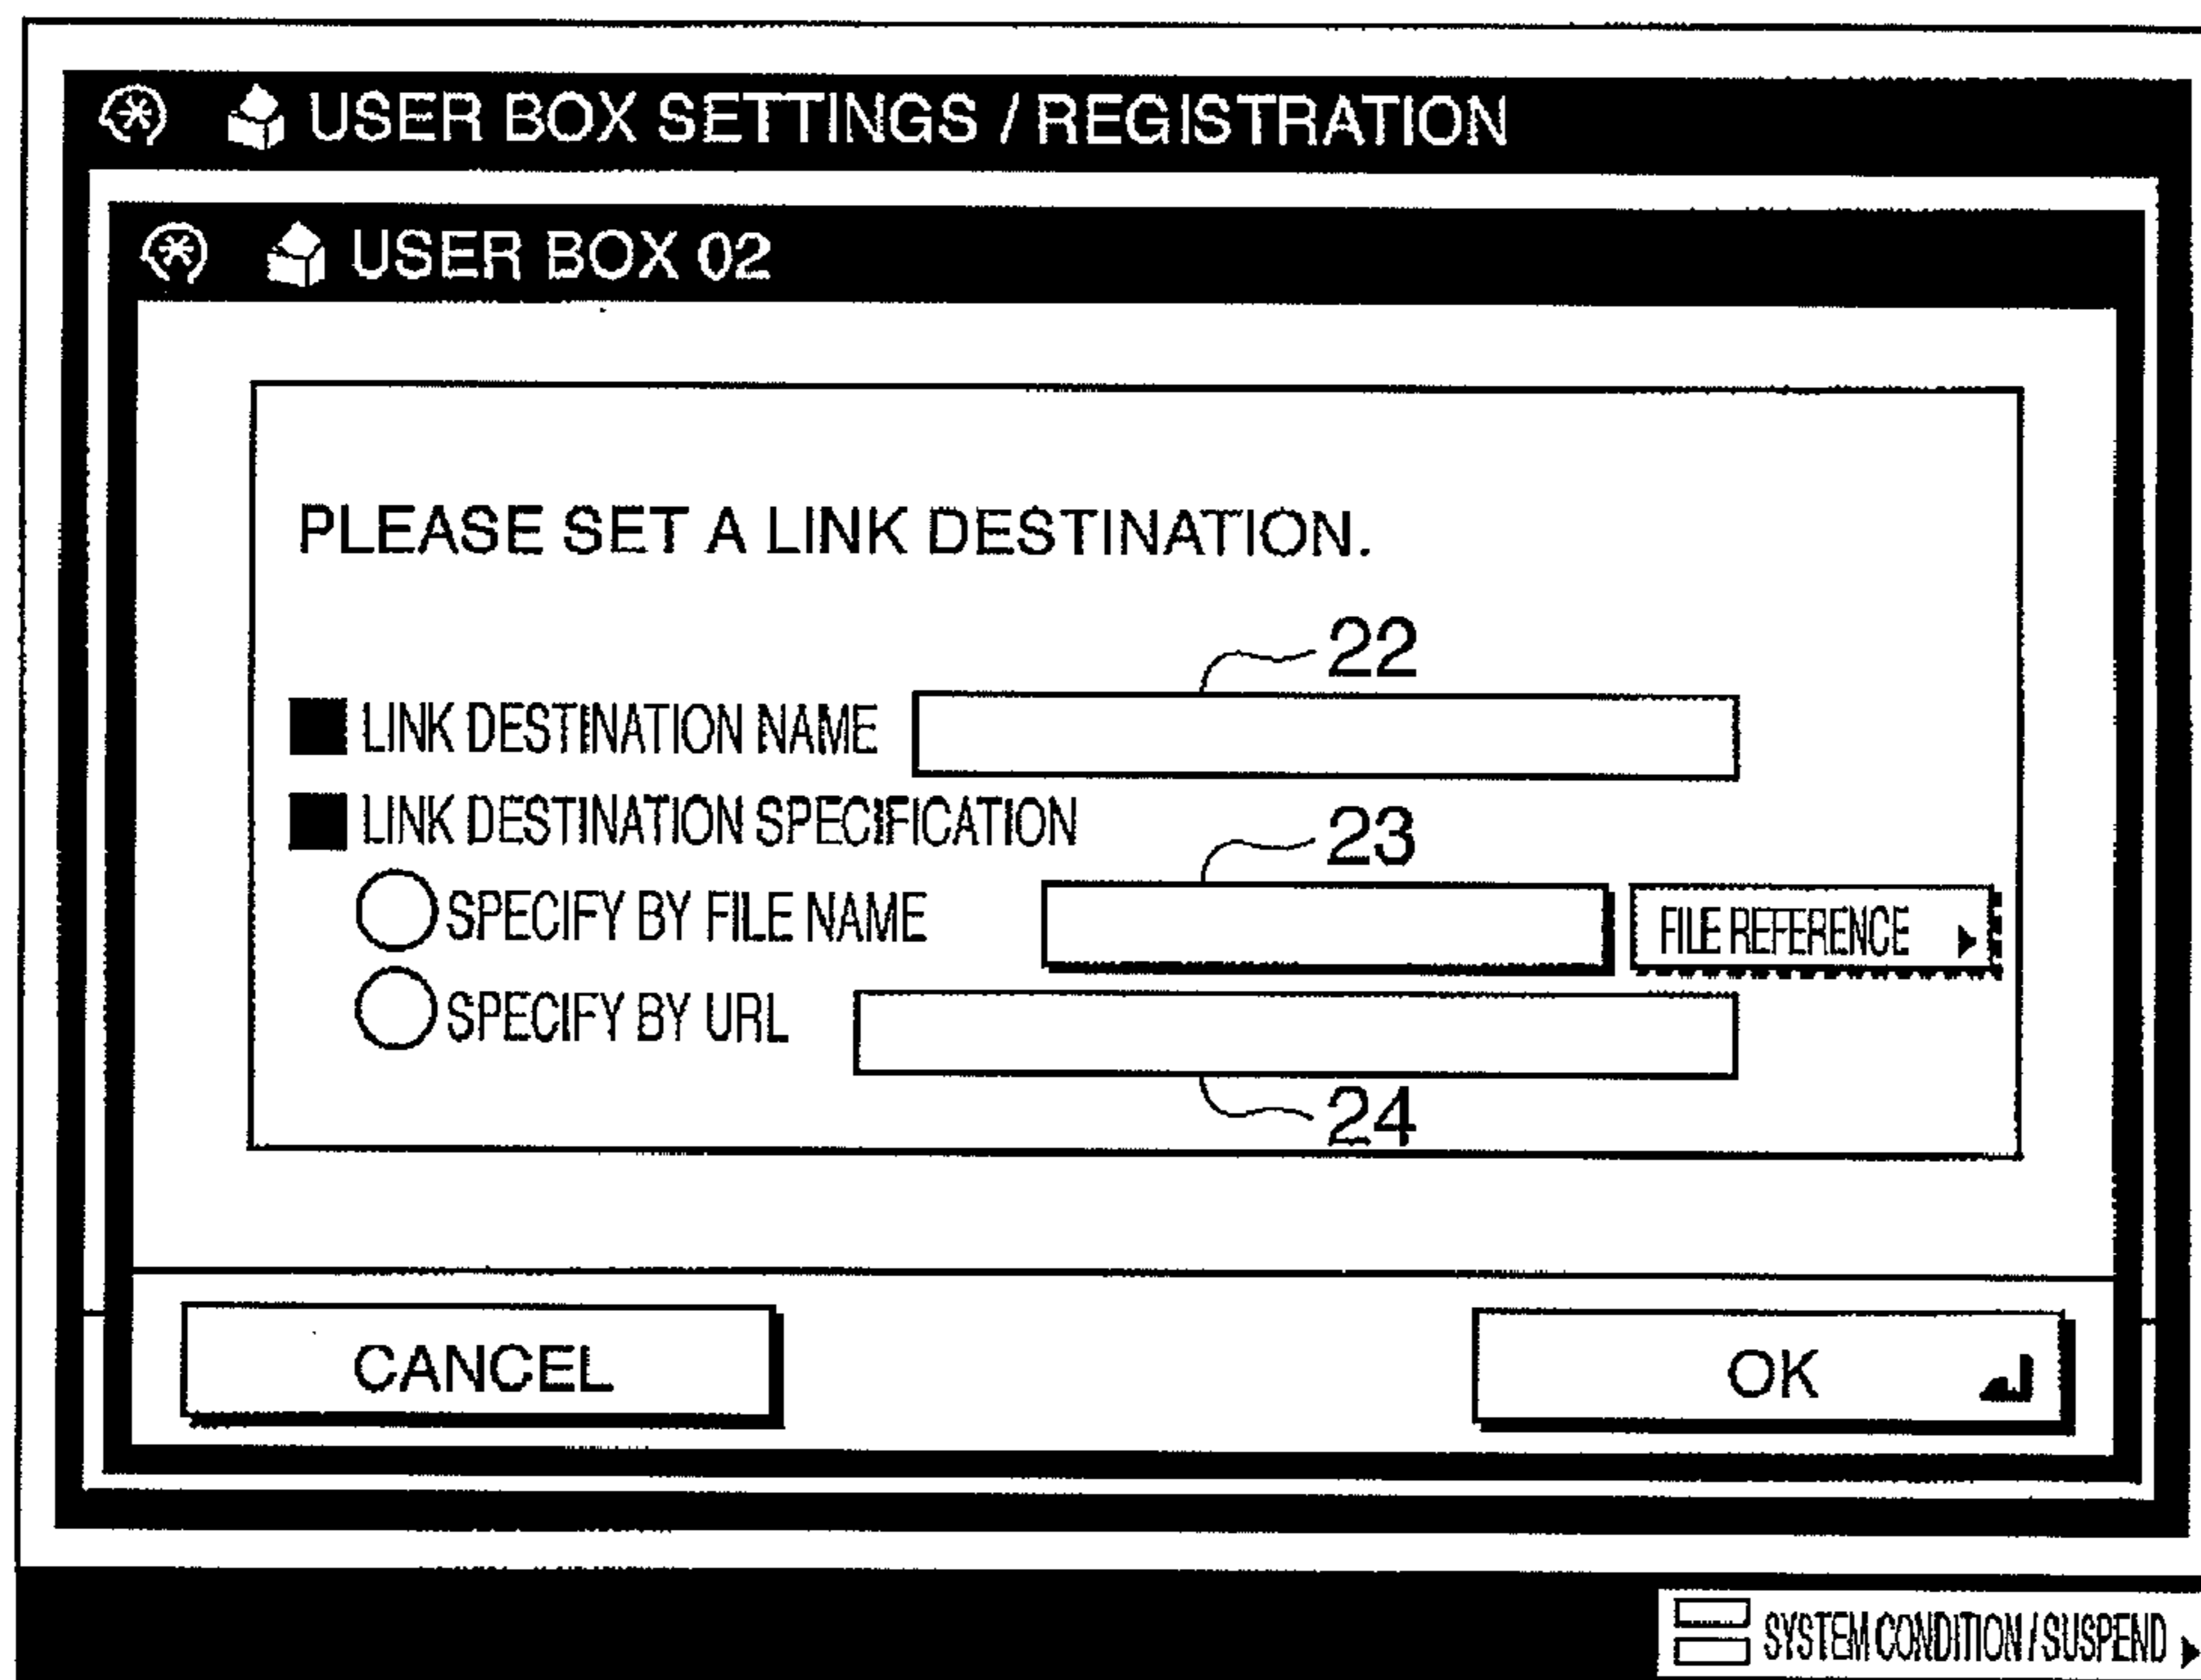 USER BOX SETTINGS / REGISTRATION
USER BOX 02
PLEASE SET A LINK DESTINATION.
22
LINK DESTINATION NAME
LINK DESTINATION SPECIFICATION
23
SPECIFY BY FILE NAME FILE REFERENCE
SPECIFY BY URL
24
CANCEL OK
SYSTEM CONDITION / SUSPEND